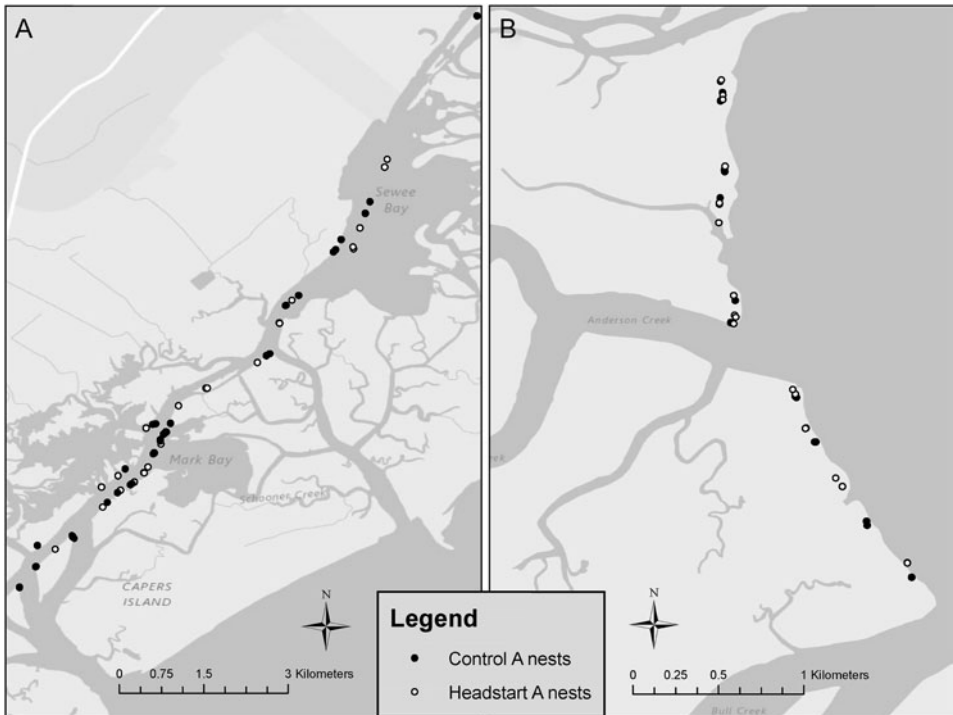 A
Sewee
Bay
Mark Bay
Schooner Creek
CAPERS
ISLAND
N
0 0.75 1.5 3 Kilometers
B
Anderson Creek
N
0 0.25 0.5 1 Kilometers
Bull Creek
Legend
Control A nests
Headstart A nests